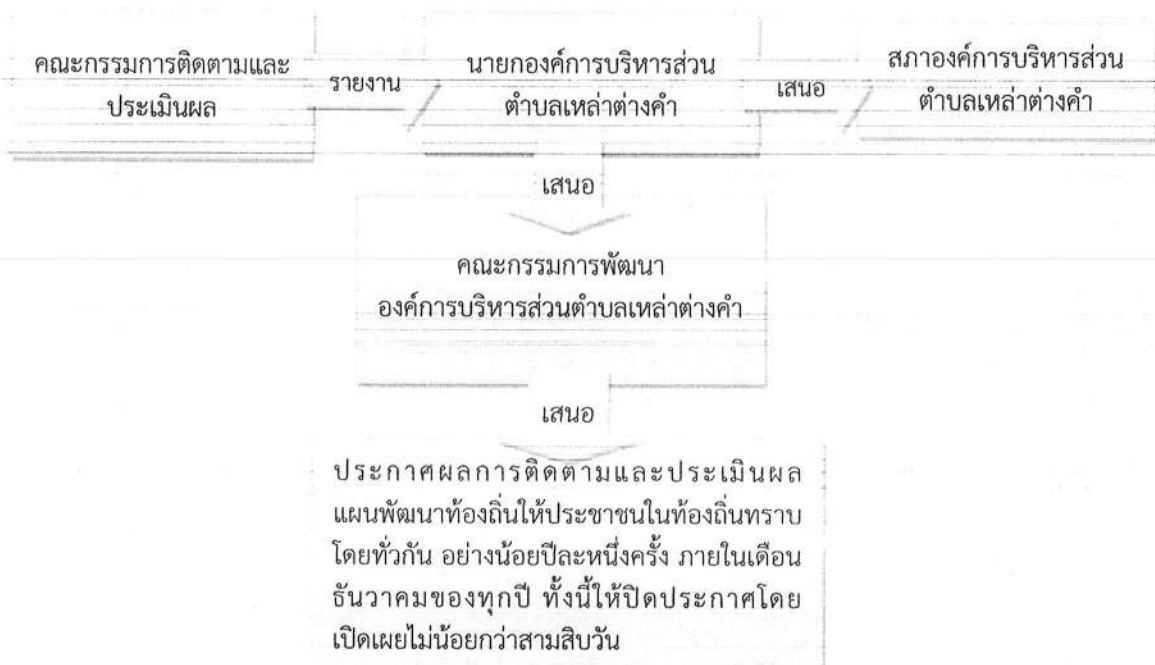 คณะกรรมการติดตามและ
ประเมินผล
รายงาน
นายกองค์การบริหารส่วน
ตำบลเหล่าต่างคำ
เสนอ
สภาองค์การบริหารส่วน
ตำบลเหล่าต่างคำ
เสนอ
คณะกรรมการพัฒนา
องค์การบริหารส่วนตำบลเหล่าต่างคำ
เสนอ
ประกาศผลการติดตามและประเมินผล
แผนพัฒนาท้องถิ่นให้ประชาชนในท้องถิ่นทราบ
โดยทั่วกัน อย่างน้อยปีละหนึ่งครั้ง ภายในเดือน
ธันวาคมของทุกปี ทั้งนี้ให้ปิดประกาศโดย
เปิดเผยไม่น้อยกว่าสามสิบวัน